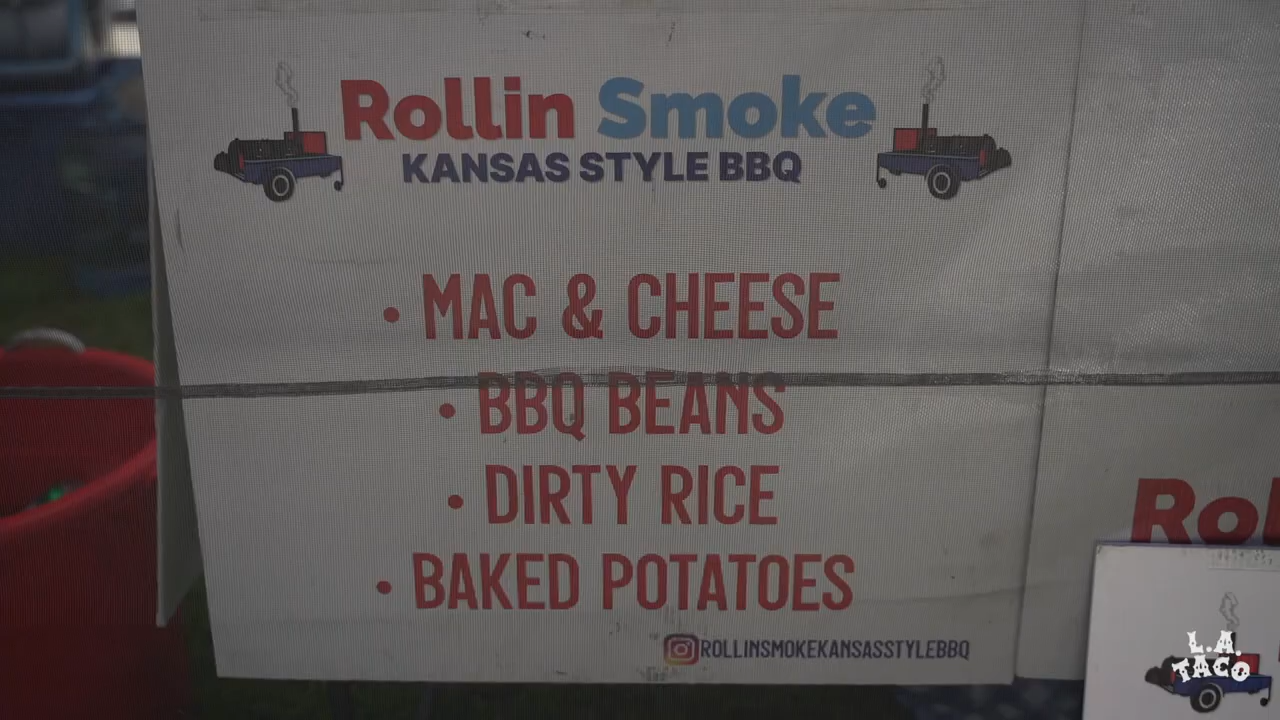 Rollin Smoke
KANSAS STYLE BBQ
• MAC & CHEESE
• BBQ BEANS
• DIRTY RICE
• BAKED POTATOES
ROLLINSMOKEKANSASSTYLEBBQ
Rol
L.A.
TACO